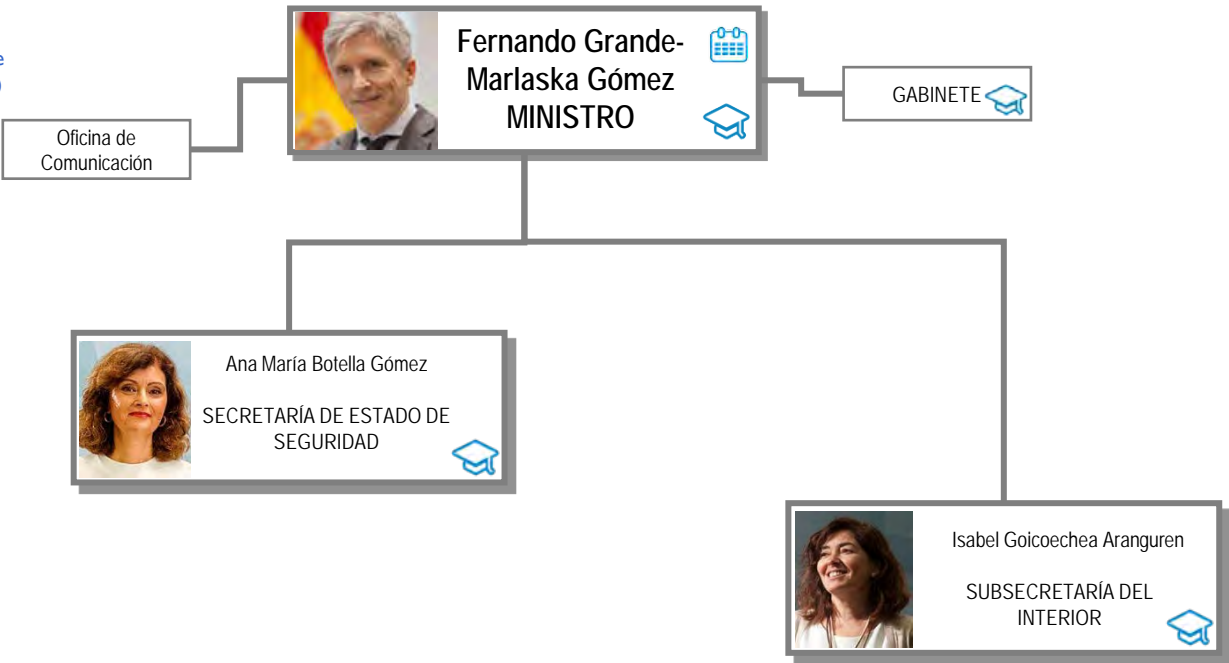 Fernando Grande-
Marlaska Gómez
MINISTRO
GABINETE
Oficina de
Comunicación
Ana María Botella Gómez
SECRETARÍA DE ESTADO DE
SEGURIDAD
Isabel Goicoechea Aranguren
SUBSECRETARÍA DEL
INTERIOR